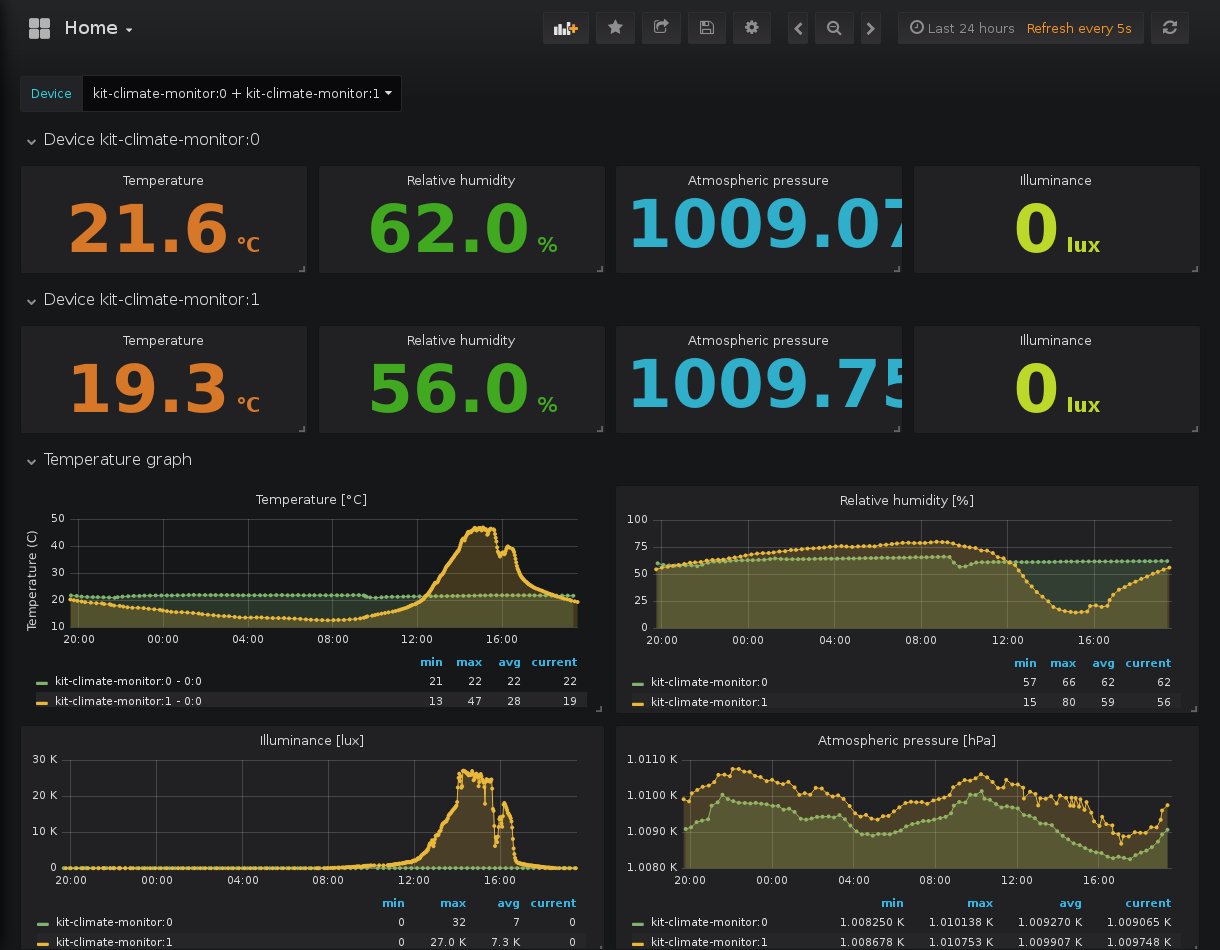 Home
Last 24 hours Refresh every 5s
Device kit-climate-monitor:0 + kit-climate-monitor:1
Device kit-climate-monitor:0
Temperature Relative humidity Atmospheric pressure Illuminance
21.6 °C 62.0 % 1009.07 0 lux
Device kit-climate-monitor:1
Temperature Relative humidity Atmospheric pressure Illuminance
19.3 °C 56.0 % 1009.75 0 lux
Temperature graph
Temperature [°C]
Temperature (C)
50
40
30
20
10
20:00 00:00 04:00 08:00 12:00 16:00
min max avg current
kit-climate-monitor:0 - 0:0 21 22 22 22
kit-climate-monitor:1 - 0:0 13 47 28 19
Relative humidity [%]
100
75
50
25
0
20:00 00:00 04:00 08:00 12:00 16:00
min max avg current
kit-climate-monitor:0 57 66 62 62
kit-climate-monitor:1 15 80 59 56
Illuminance [lux]
30 K
20 K
10 K
0
20:00 00:00 04:00 08:00 12:00 16:00
min max avg current
kit-climate-monitor:0 0 32 7 0
kit-climate-monitor:1 0 27.0 K 7.3 K 0
Atmospheric pressure [hPa]
1.0110 K
1.0100 K
1.0090 K
1.0080 K
20:00 00:00 04:00 08:00 12:00 16:00
min max avg current
kit-climate-monitor:0 1.008250 K 1.010138 K 1.009270 K 1.009065 K
kit-climate-monitor:1 1.008678 K 1.010753 K 1.009907 K 1.009748 K